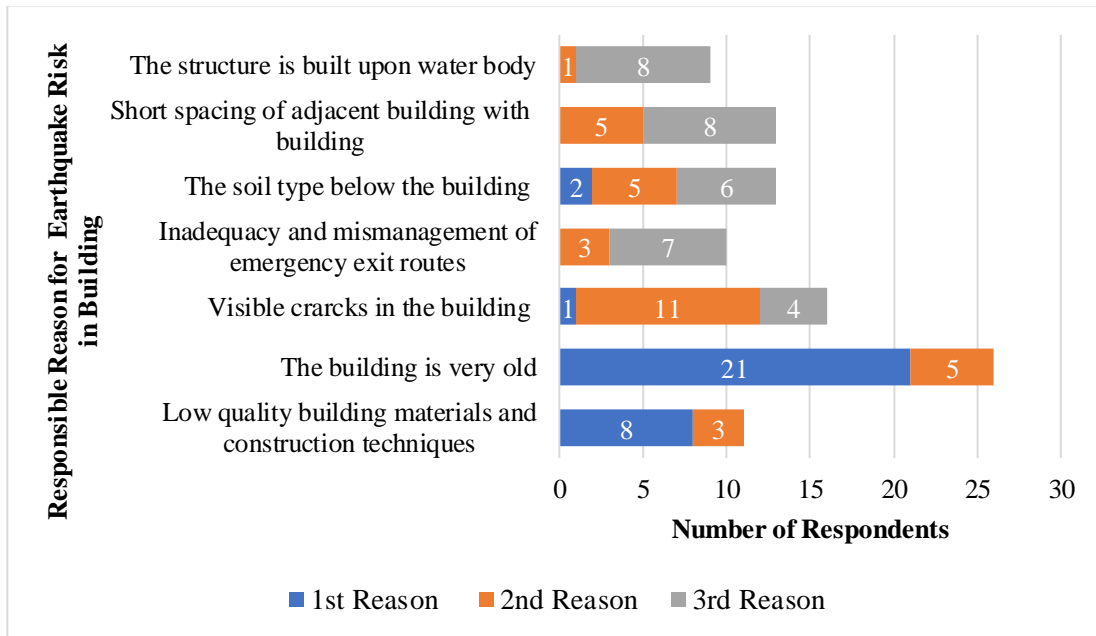 Responsible Reason for Earthquake Risk
in Building
The structure is built upon water body
1 8
Short spacing of adjacent building with
building
5 8
The soil type below the building
2 5 6
Inadequacy and mismanagement of
emergency exit routes
3 7
Visible crarcks in the building
1 11 4
The building is very old
21 5
Low quality building materials and
construction techniques
8 3
0 5 10 15 20 25 30
Number of Respondents
1st Reason 2nd Reason 3rd Reason